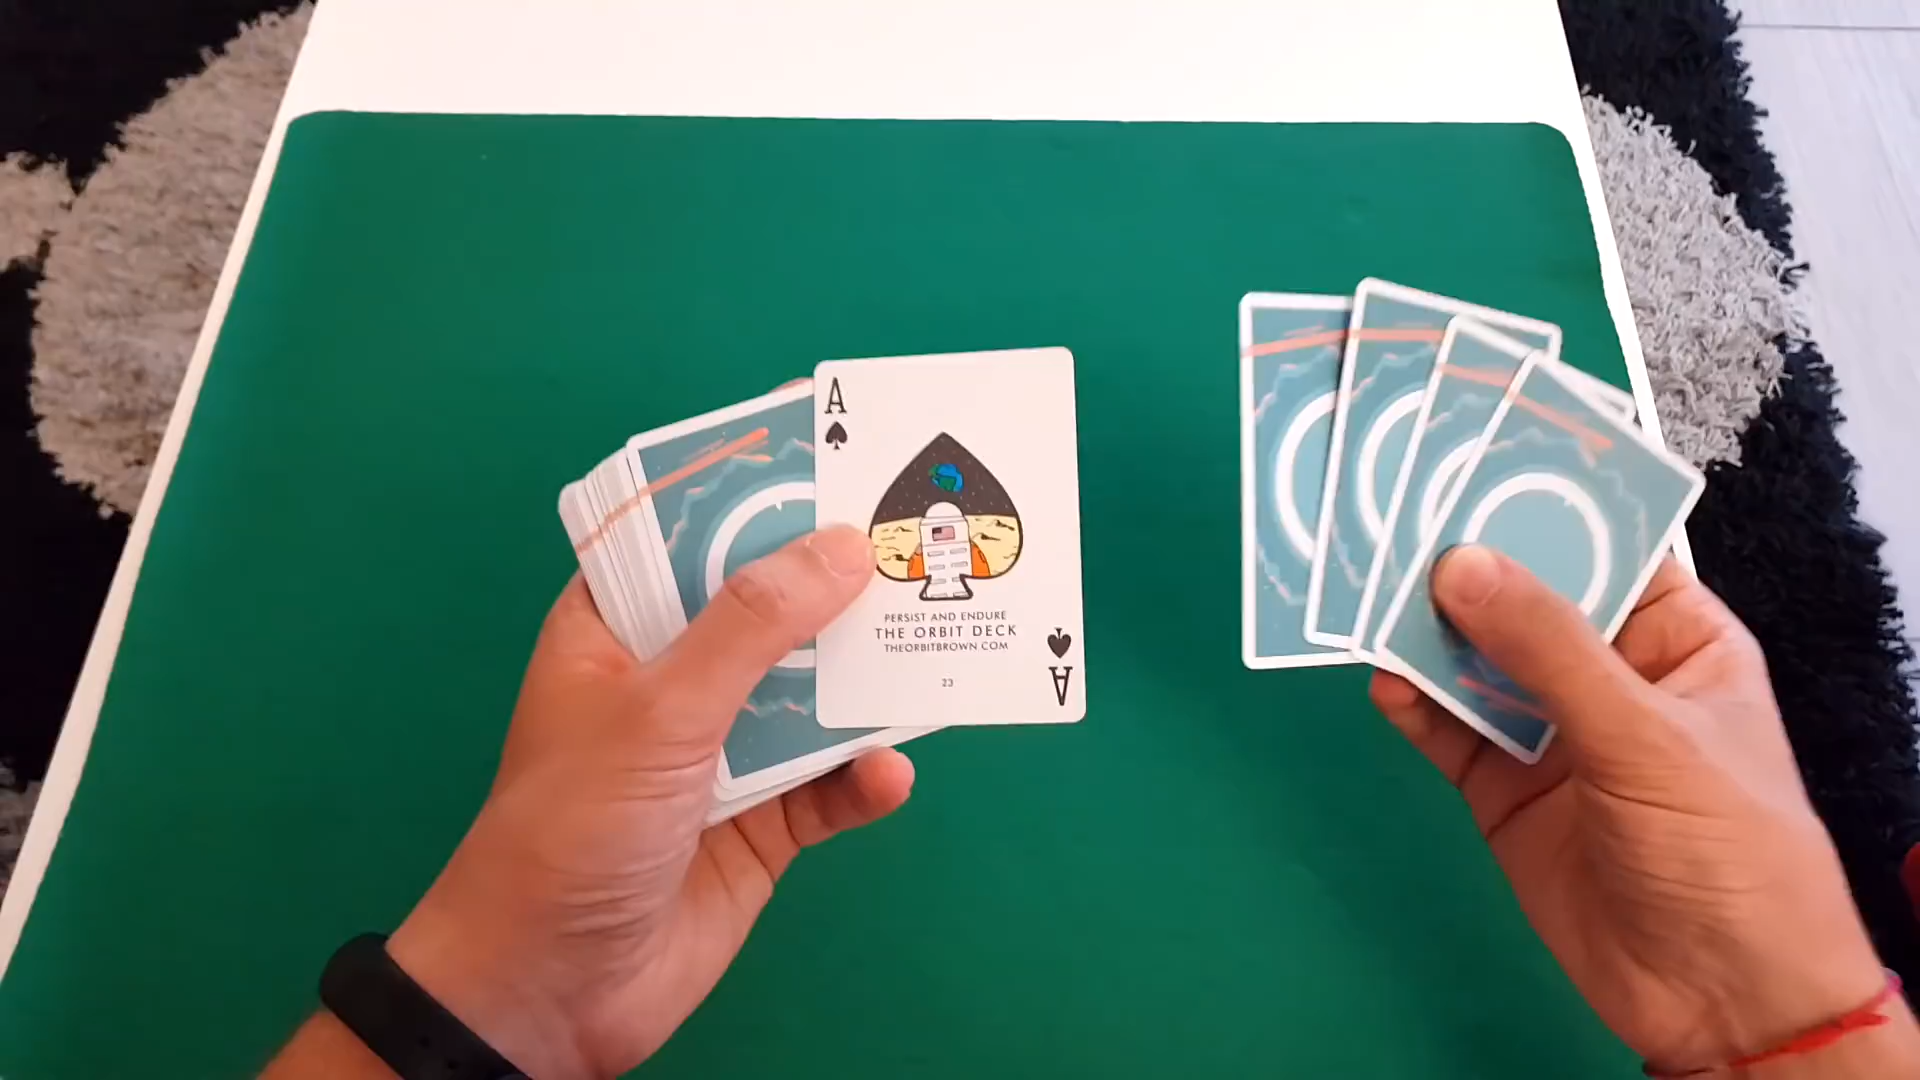 A
PERSIST AND ENDURE
THE ORBIT DECK
THEORBITBROWN.COM
23
A